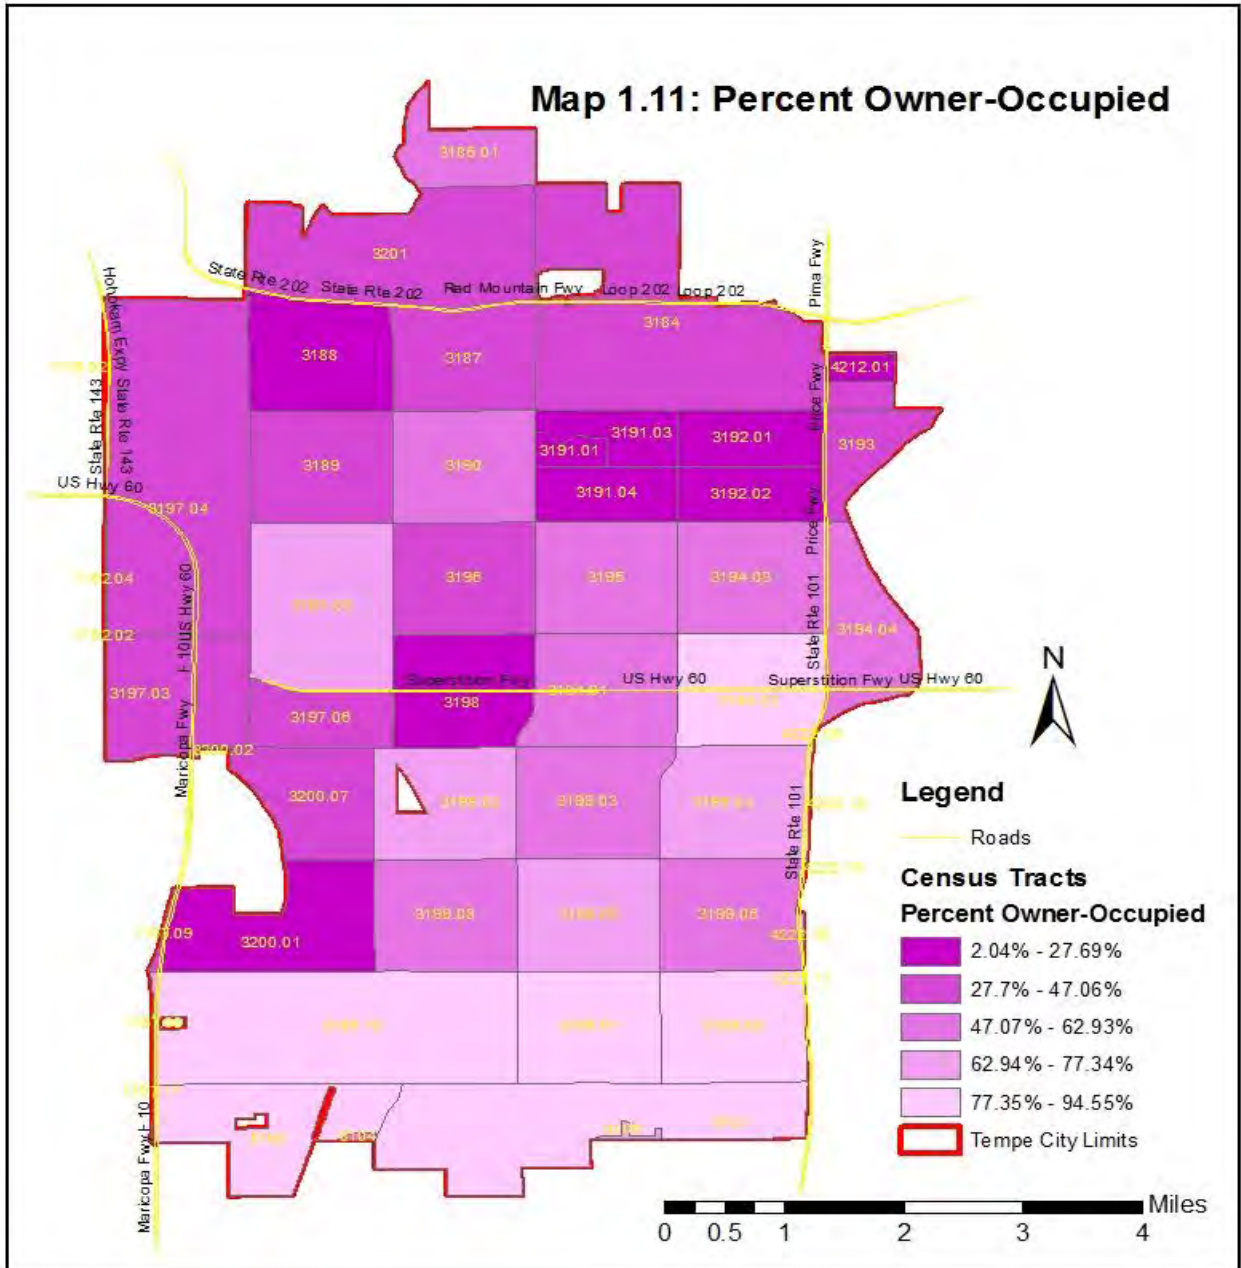 Map 1.11: Percent Owner-Occupied
3185.01
3201
State Rte 202
State Rte 202
Red Mountain Fwy
Loop 202
Loop 202
Pima Fwy
Hohokam Expy
State Rte 143
State Rte 143
3184
3188
3187
4212.01
Price Fwy
3191.03
3192.01
3193
3191.01
3189
3190
US Hwy 60
3191.04
3192.02
3197.04
Price Fwy
3196
3195
3194.03
I-10
US Hwy 60
State Rte 101
3194.04
N
3197.03
Superstition Fwy
US Hwy 60
Superstition Fwy
US Hwy 60
3198
3197.06
Maricopa Fwy
3200.02
3200.07
3199.03
State Rte 101
Legend
Roads
Census Tracts
Percent Owner-Occupied
2.04% - 27.69%
27.7% - 47.06%
47.07% - 62.93%
62.94% - 77.34%
77.35% - 94.55%
Tempe City Limits
3200.01
Maricopa Fwy I-10
Miles
0 0.5 1 2 3 4